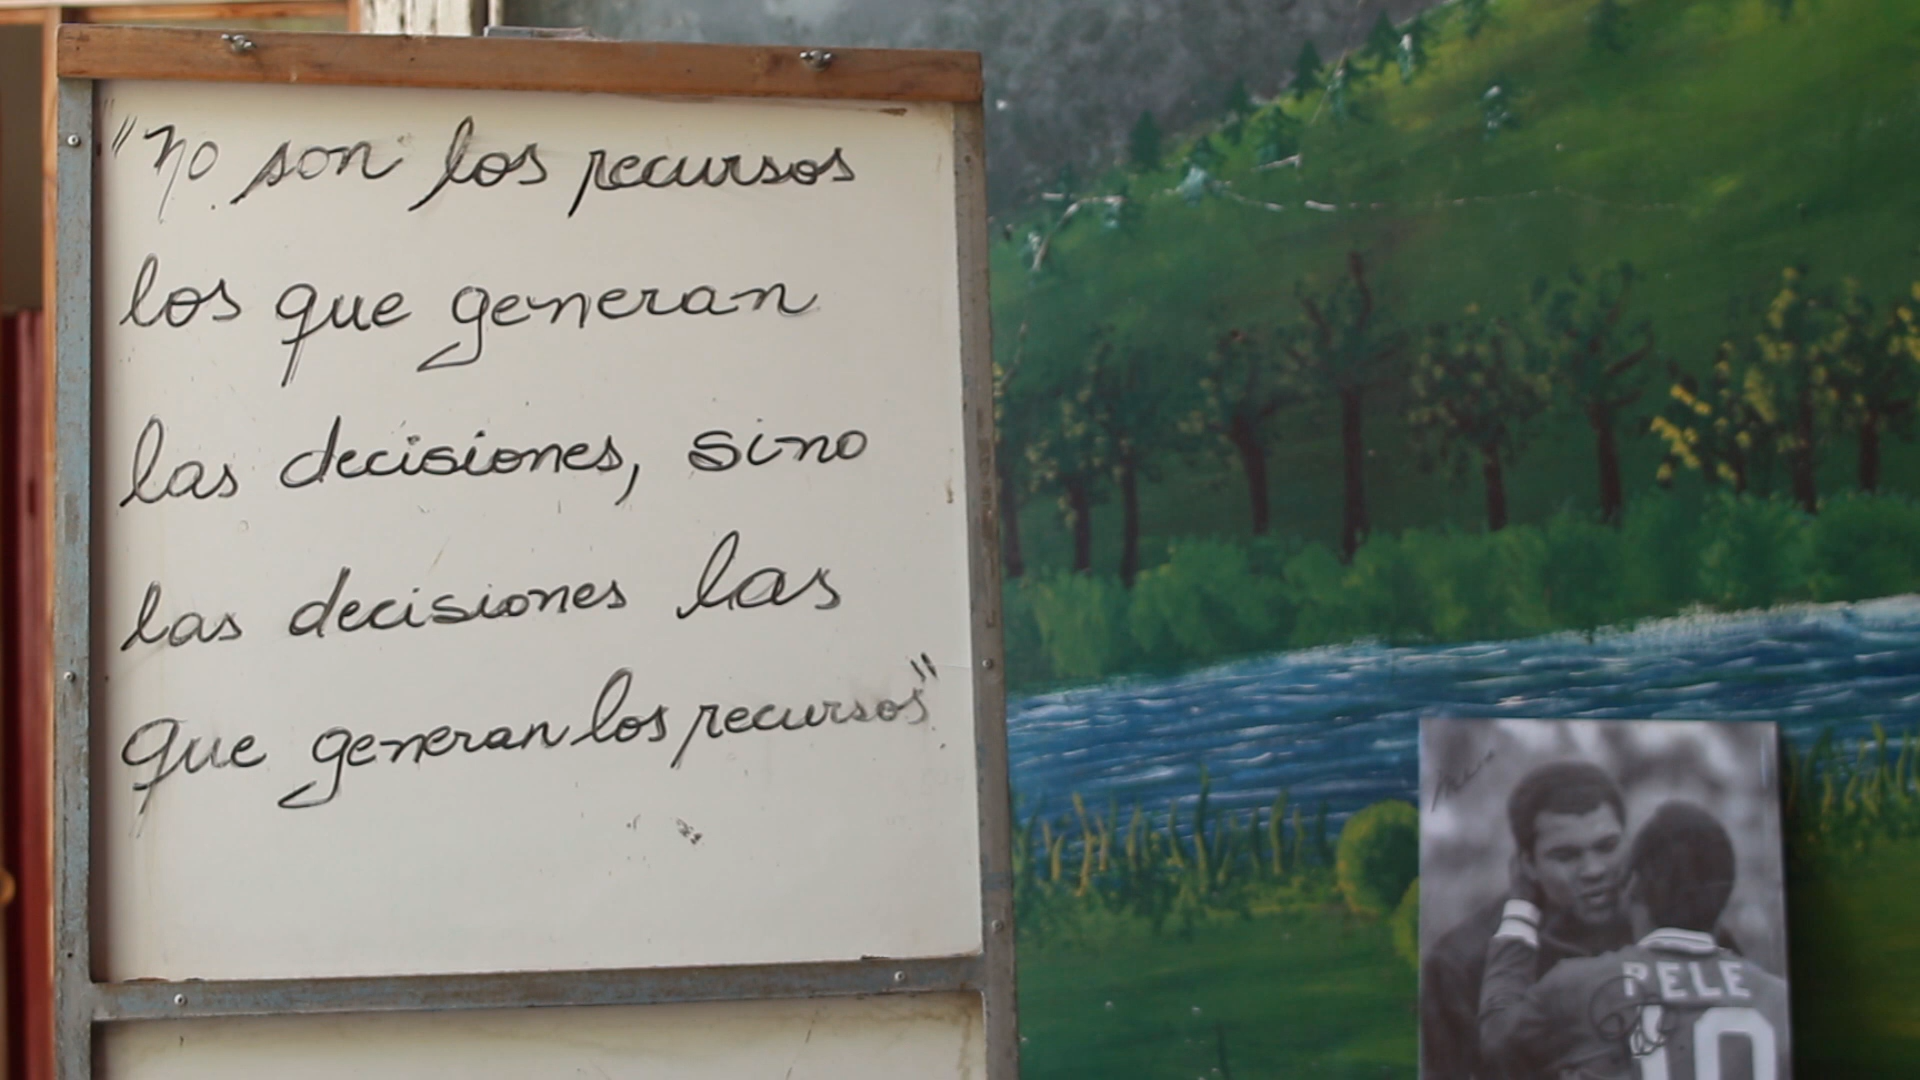 "No son los recursos
los que generan
las decisiones, sino
las decisiones las
que generan los recursos"
PELE
10